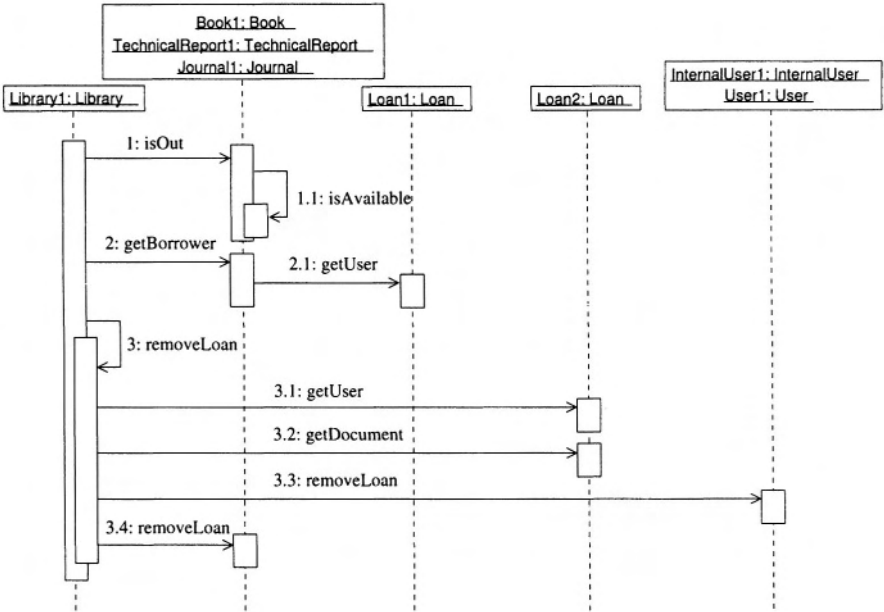 Book1: Book
TechnicalReport1: TechnicalReport
Journal1: Journal
Library1: Library
Loan1: Loan
Loan2: Loan
InternalUser1: InternalUser
User1: User
1: isOut
1.1: isAvailable
2: getBorrower
2.1: getUser
3: removeLoan
3.1: getUser
3.2: getDocument
3.3: removeLoan
3.4: removeLoan